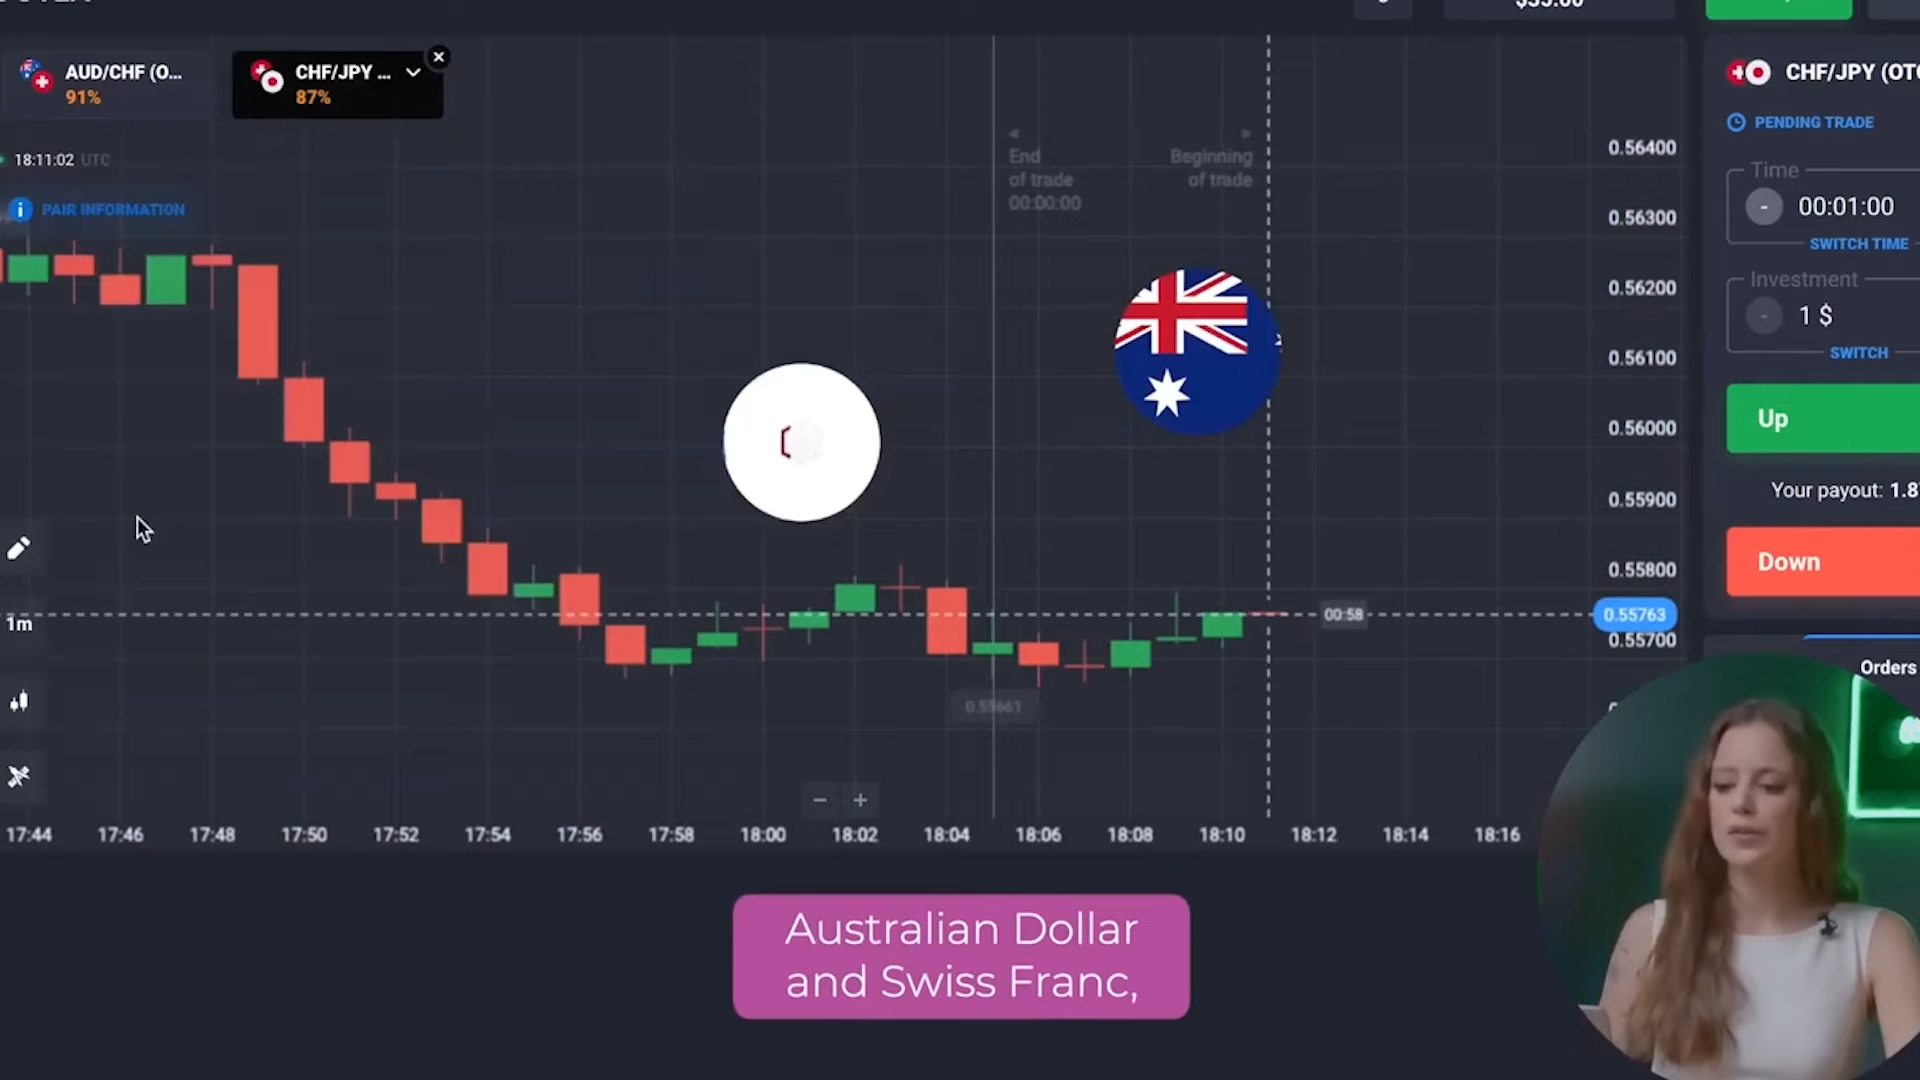 $35.00
AUD/CHF (O...
91%
CHF/JPY ...
87%
CHF/JPY (OTC
PENDING TRADE
18:11:02 UTC
PAIR INFORMATION
End
of trade
00:00:00
Beginning
of trade
0.56400
0.56300
0.56200
0.56100
0.56000
0.55900
0.55800
0.55763
0.55700
Time
-
00:01:00
SWITCH TIME
Investment
-
1 $
SWITCH
Up
Your payout: 1.8
Down
Orders
00:58
1m
0.55661
− +
17:44 17:46 17:48 17:50 17:52 17:54 17:56 17:58 18:00 18:02 18:04 18:06 18:08 18:10 18:12 18:14 18:16
Australian Dollar
and Swiss Franc,